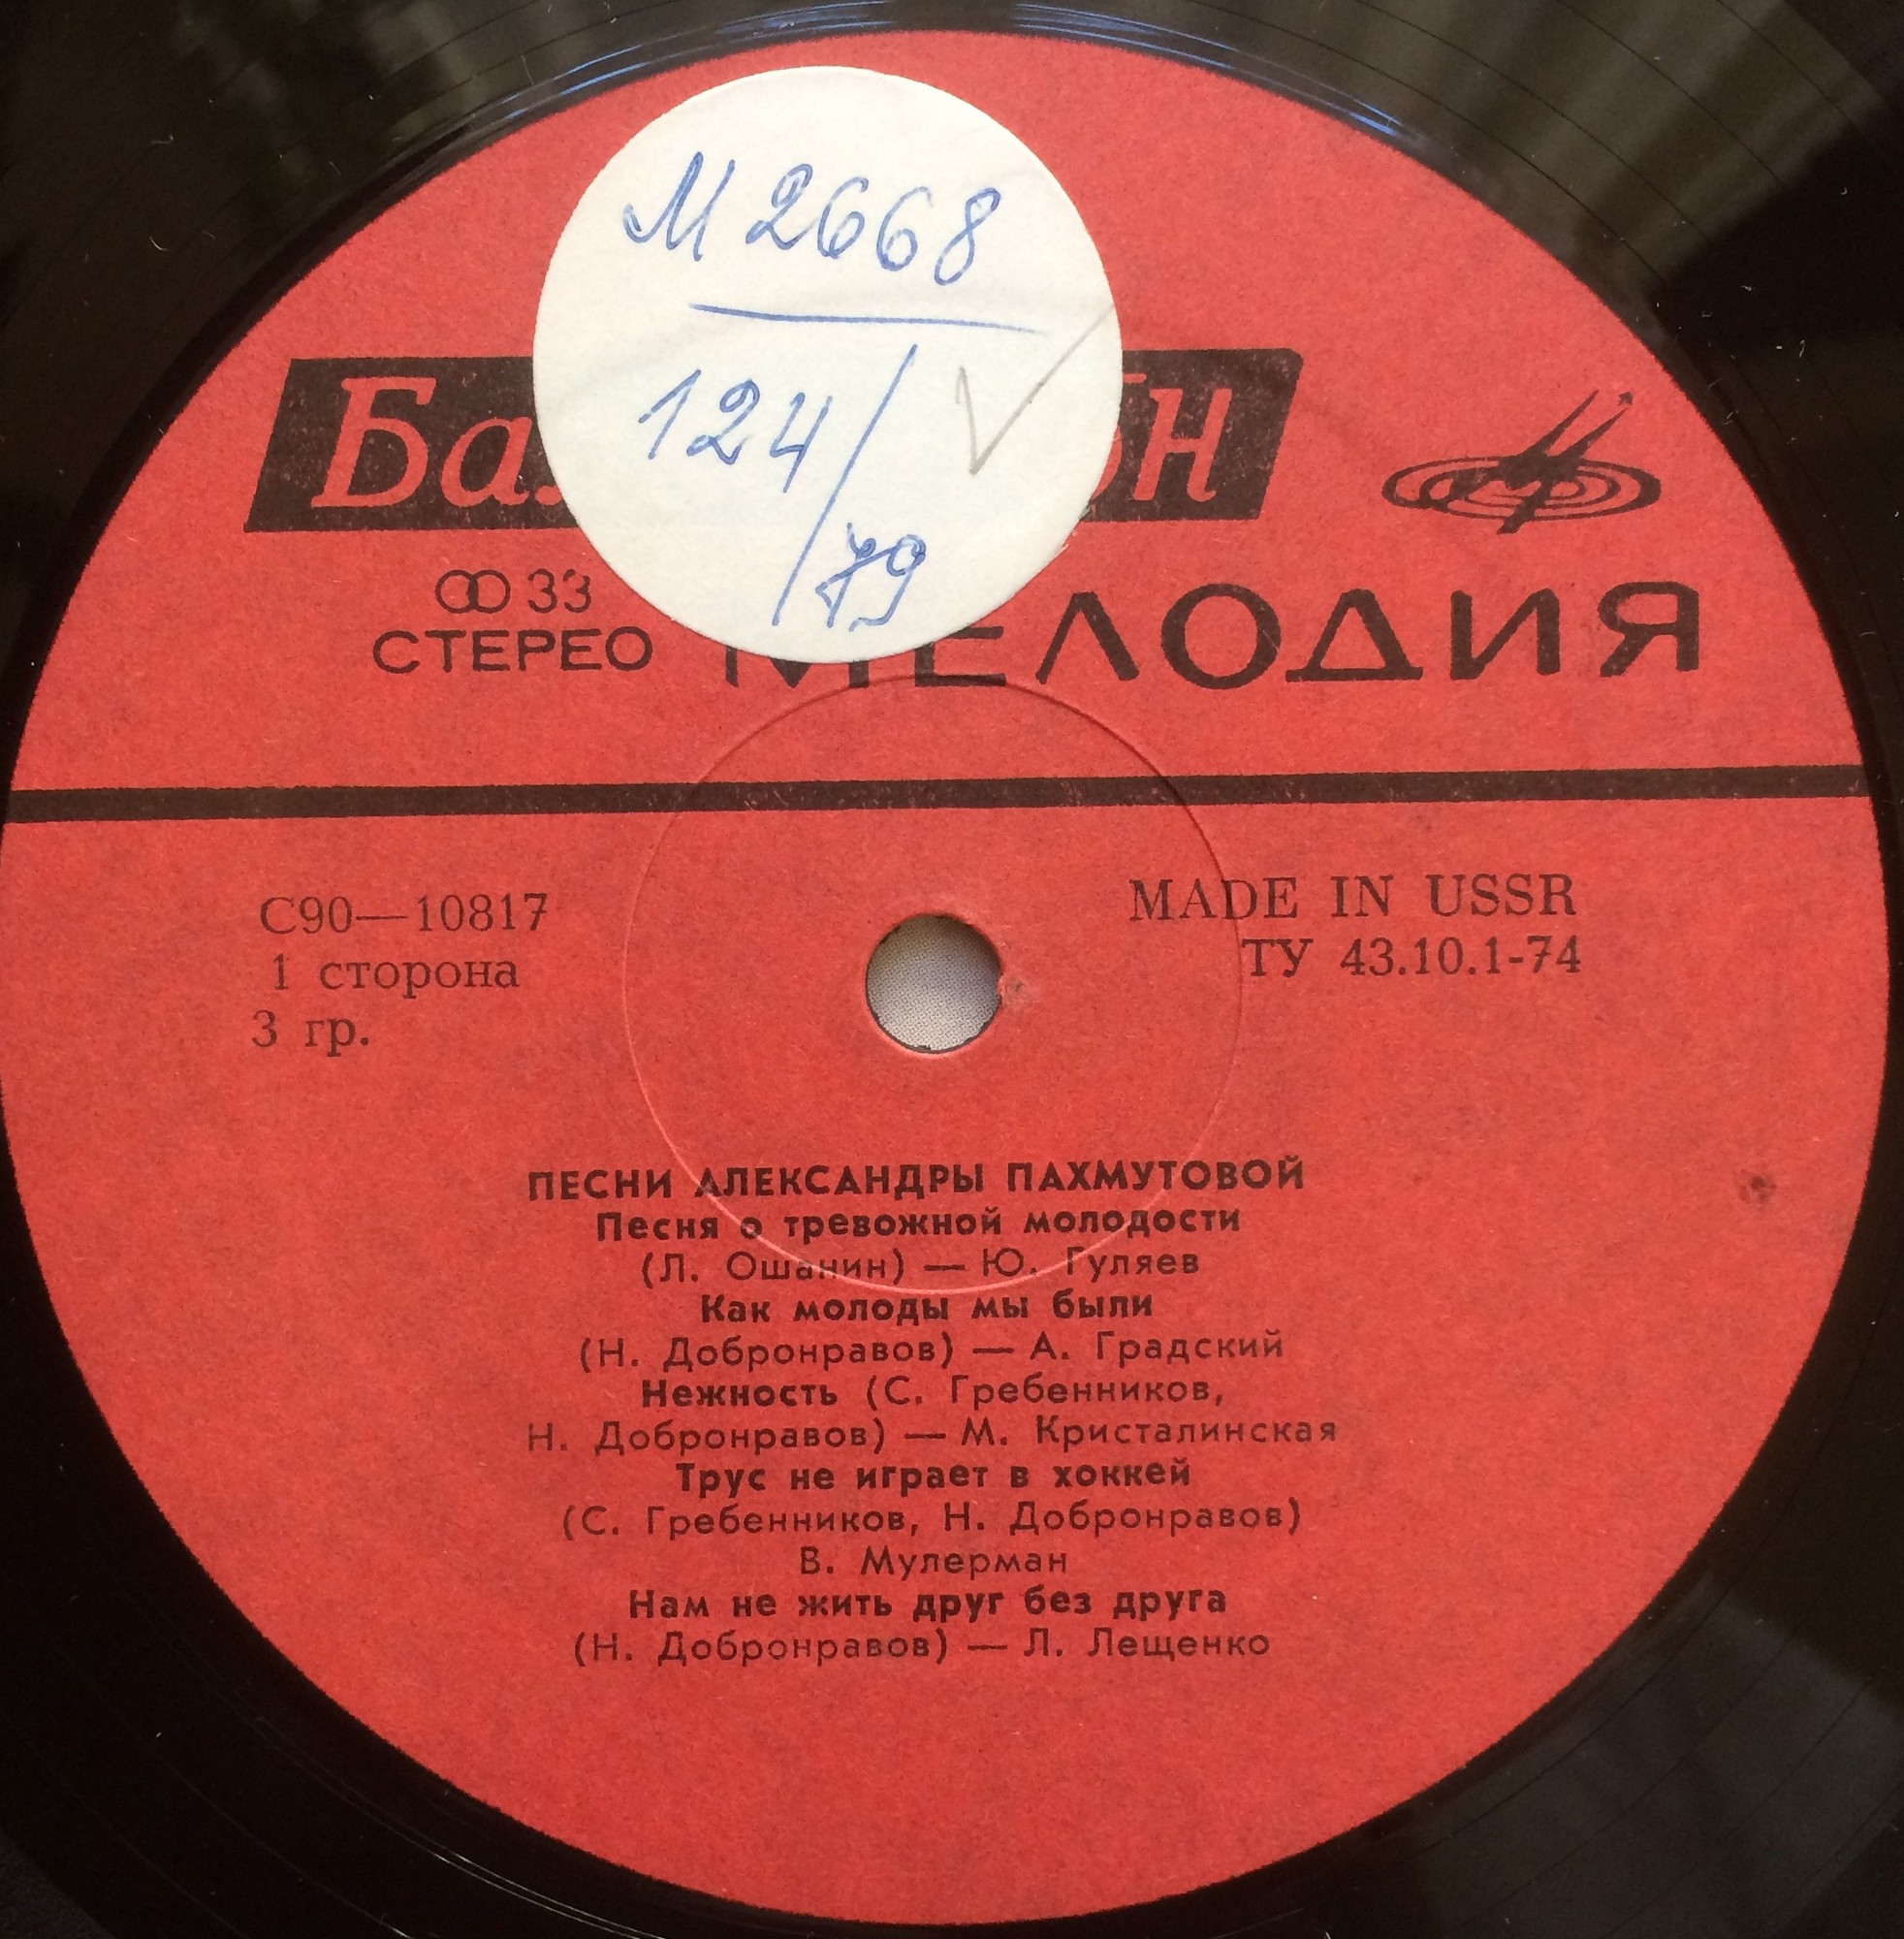 М 2668
124/79
33
СТЕРЕО
МЕЛОДИЯ
С90—10817
1 сторона
3 гр.
MADE IN USSR
ТУ 43.10.1-74
ПЕСНИ АЛЕКСАНДРЫ ПАХМУТОВОЙ
Песня о тревожной молодости
(Л. Ошанин) — Ю. Гуляев
Как молоды мы были
(Н. Добронравов) — А. Градский
Нежность (С. Гребенников,
Н. Добронравов) — М. Кристалинская
Трус не играет в хоккей
(С. Гребенников, Н. Добронравов)
В. Мулерман
Нам не жить друг без друга
(Н. Добронравов) — Л. Лещенко